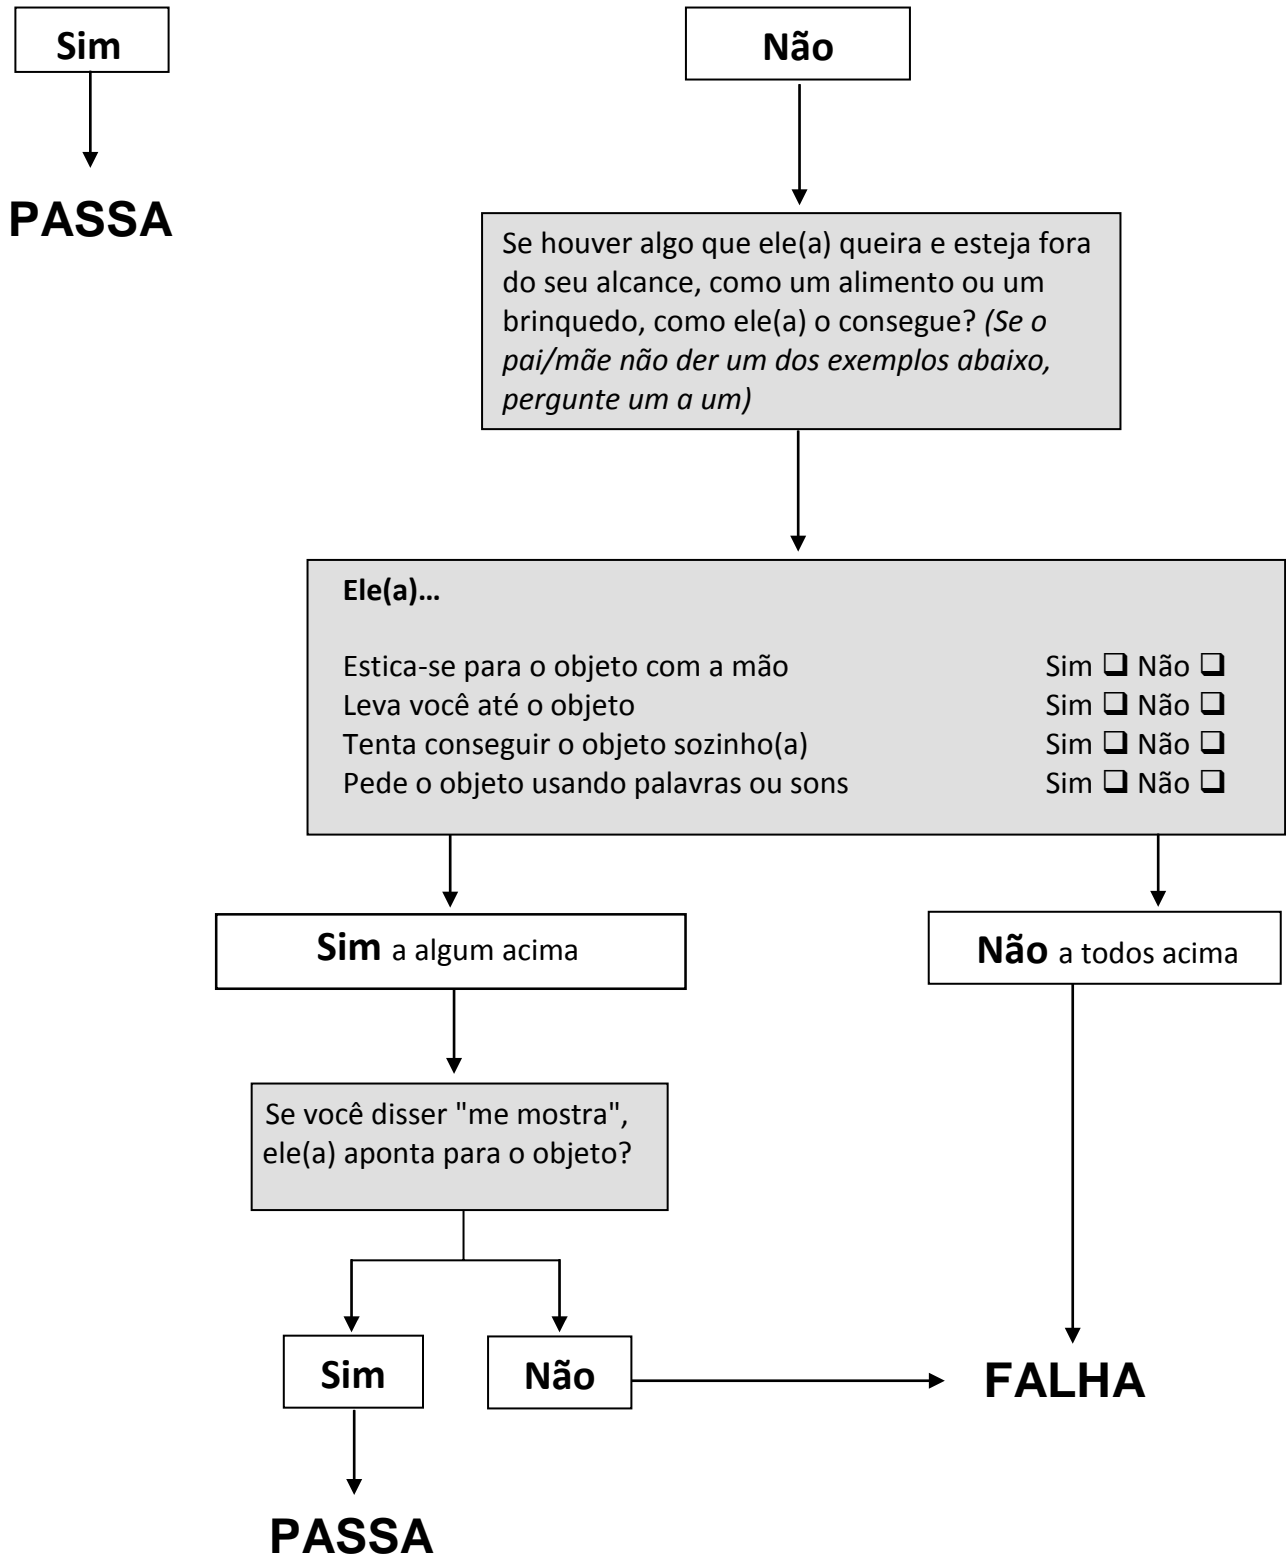 Sim
Não
PASSA
Se houver algo que ele(a) queira e esteja fora
do seu alcance, como um alimento ou um
brinquedo, como ele(a) o consegue? (Se o
pai/mãe não der um dos exemplos abaixo,
pergunte um a um)
Ele(a)...
Estica-se para o objeto com a mão Sim ❑ Não ❑
Leva você até o objeto Sim ❑ Não ❑
Tenta conseguir o objeto sozinho(a) Sim ❑ Não ❑
Pede o objeto usando palavras ou sons Sim ❑ Não ❑
Sim a algum acima
Não a todos acima
Se você disser "me mostra",
ele(a) aponta para o objeto?
Sim
Não
FALHA
PASSA